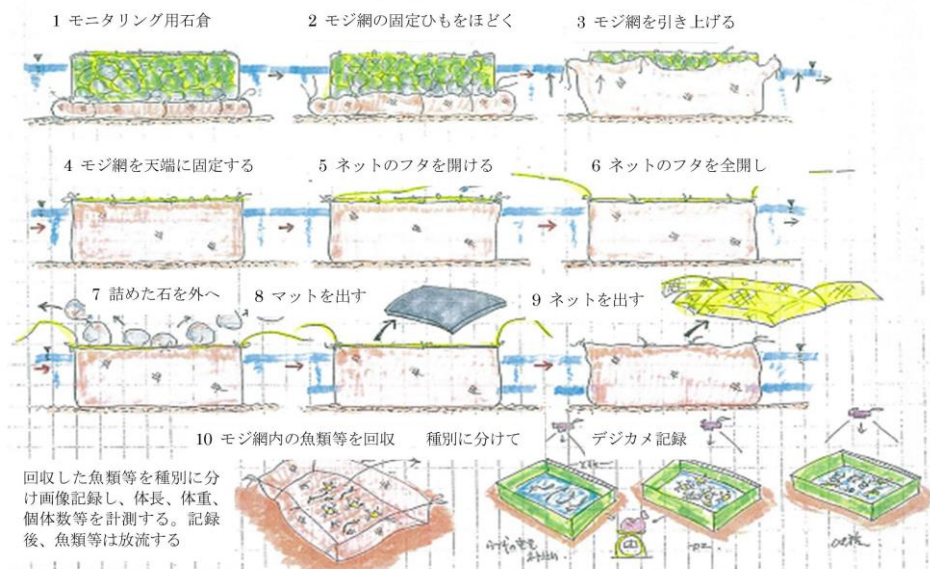 1 モニタリング用石倉
2 モジ網の固定ひもをほどく
3 モジ網を引き上げる
4 モジ網を天端に固定する
5 ネットのフタを開ける
6 ネットのフタを全開し
7 詰めた石を外へ
8 マットを出す
9 ネットを出す
10 モジ網内の魚類等を回収
種別に分けて
デジカメ記録
回収した魚類等を種別に分
け画像記録し、体長、体重、
個体数等を計測する。記録
後、魚類等は放流する